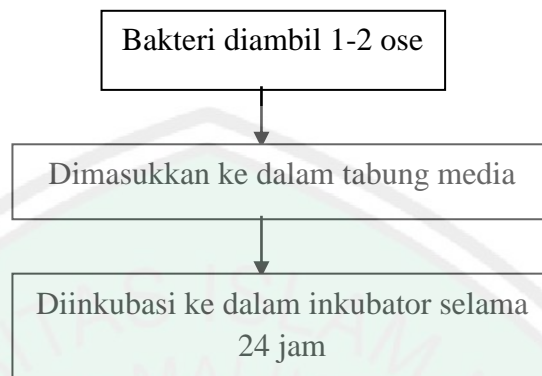 Bakteri diambil 1-2 ose
Dimasukkan ke dalam tabung media
Diinkubasi ke dalam inkubator selama
24 jam